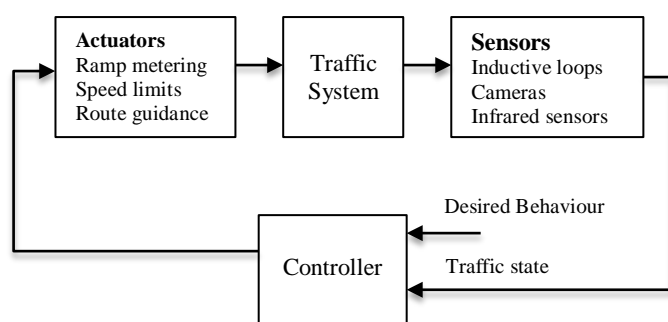 Actuators
Ramp metering
Speed limits
Route guidance
Traffic
System
Sensors
Inductive loops
Cameras
Infrared sensors
Desired Behaviour
Controller
Traffic state